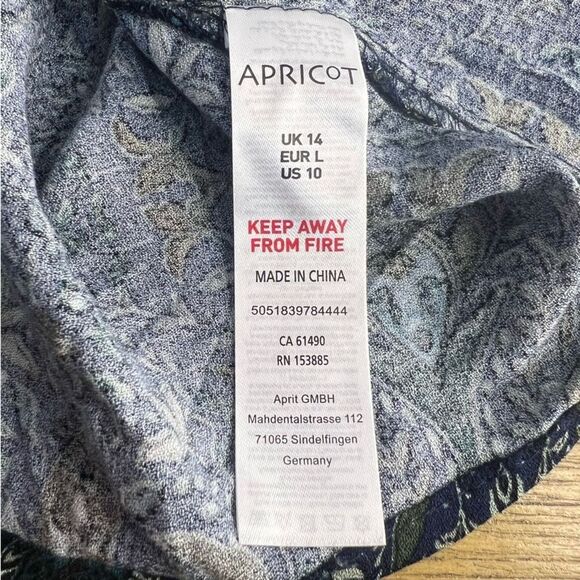 APRICOT
UK 14
EUR L
US 10
KEEP AWAY
FROM FIRE
MADE IN CHINA
5051839784444
CA 61490
RN 153885
Aprit GMBH
Mahdentalstrasse 112
71065 Sindelfingen
Germany